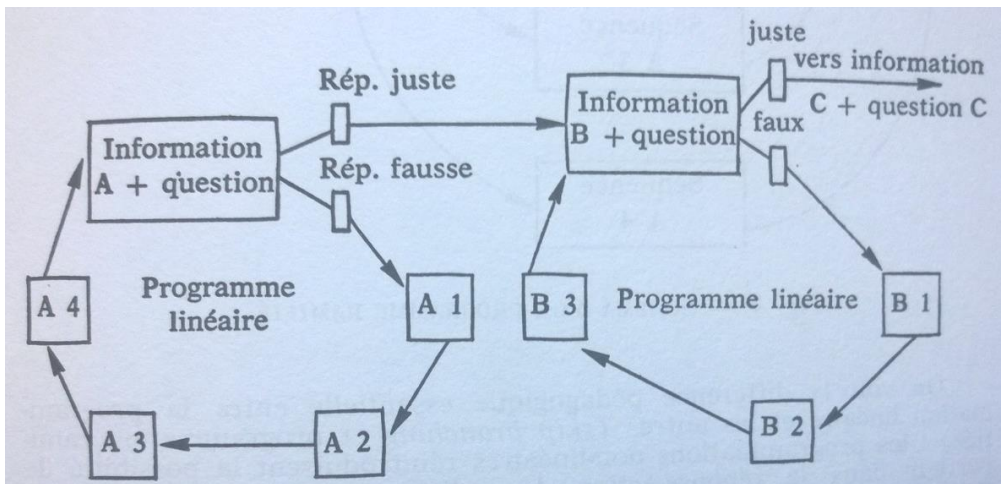 Rép. juste
Information
A + question
Rép. fausse
A 4
Programme
linéaire
A 1
A 3
A 2
juste
vers information
C + question C
Information
B + question
faux
B 3
Programme linéaire
B 1
B 2